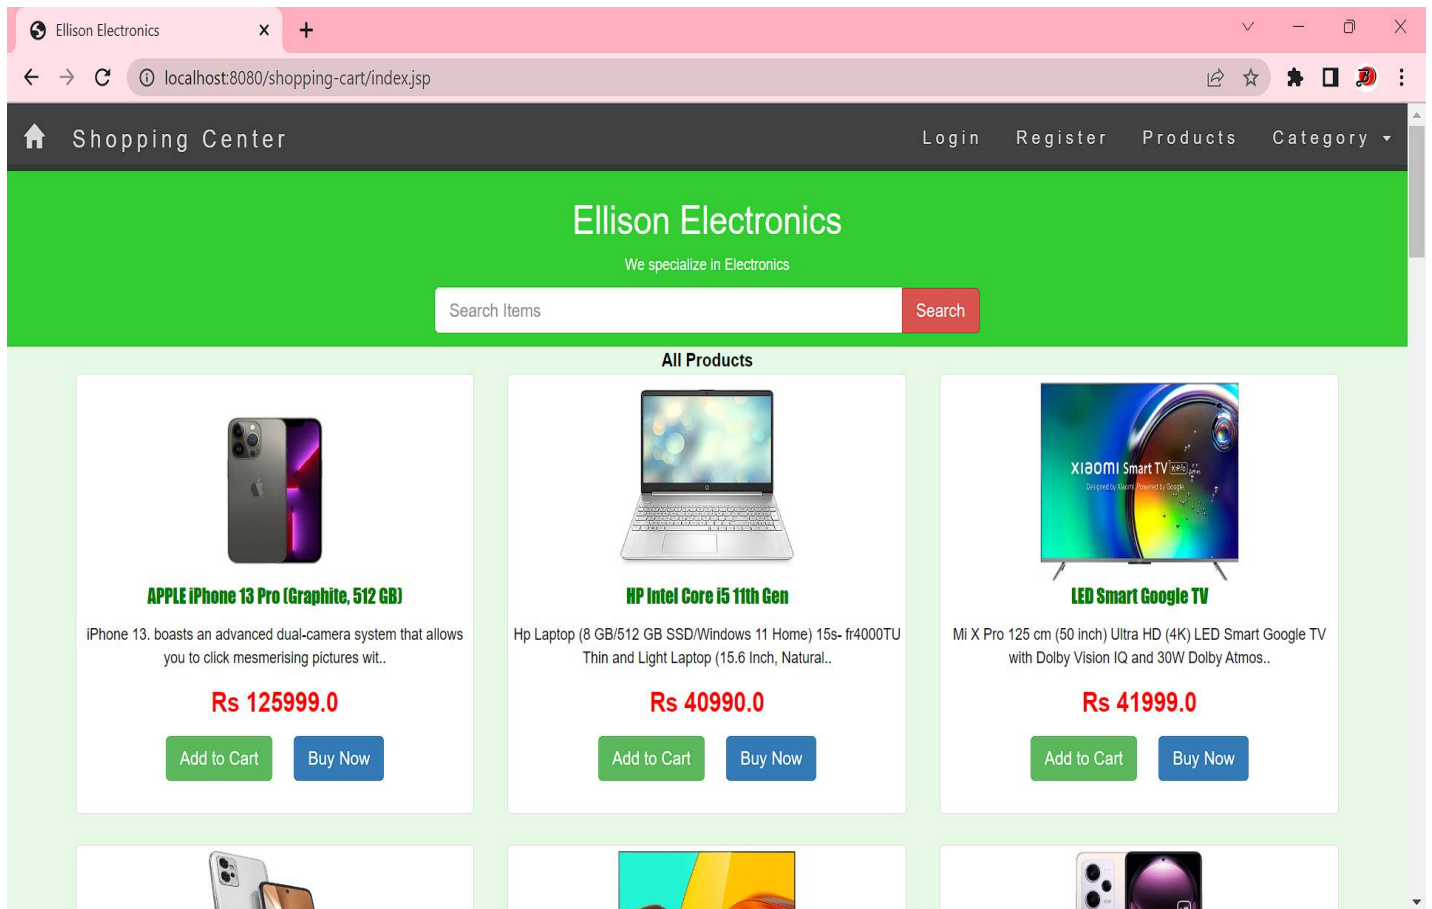 Ellison Electronics
localhost:8080/shopping-cart/index.jsp
Shopping Center
Login Register Products Category
Ellison Electronics
We specialize in Electronics
Search Items
Search
All Products
XIAOMI Smart TV
Designed by Xiaomi, Powered by Google.
APPLE iPhone 13 Pro (Graphite, 512 GB)
iPhone 13. boasts an advanced dual-camera system that allows
you to click mesmerising pictures wit..
Rs 125999.0
Add to Cart Buy Now
HP Intel Core i5 11th Gen
Hp Laptop (8 GB/512 GB SSD/Windows 11 Home) 15s- fr4000TU
Thin and Light Laptop (15.6 Inch, Natural..
Rs 40990.0
Add to Cart Buy Now
LED Smart Google TV
Mi X Pro 125 cm (50 inch) Ultra HD (4K) LED Smart Google TV
with Dolby Vision IQ and 30W Dolby Atmos..
Rs 41999.0
Add to Cart Buy Now